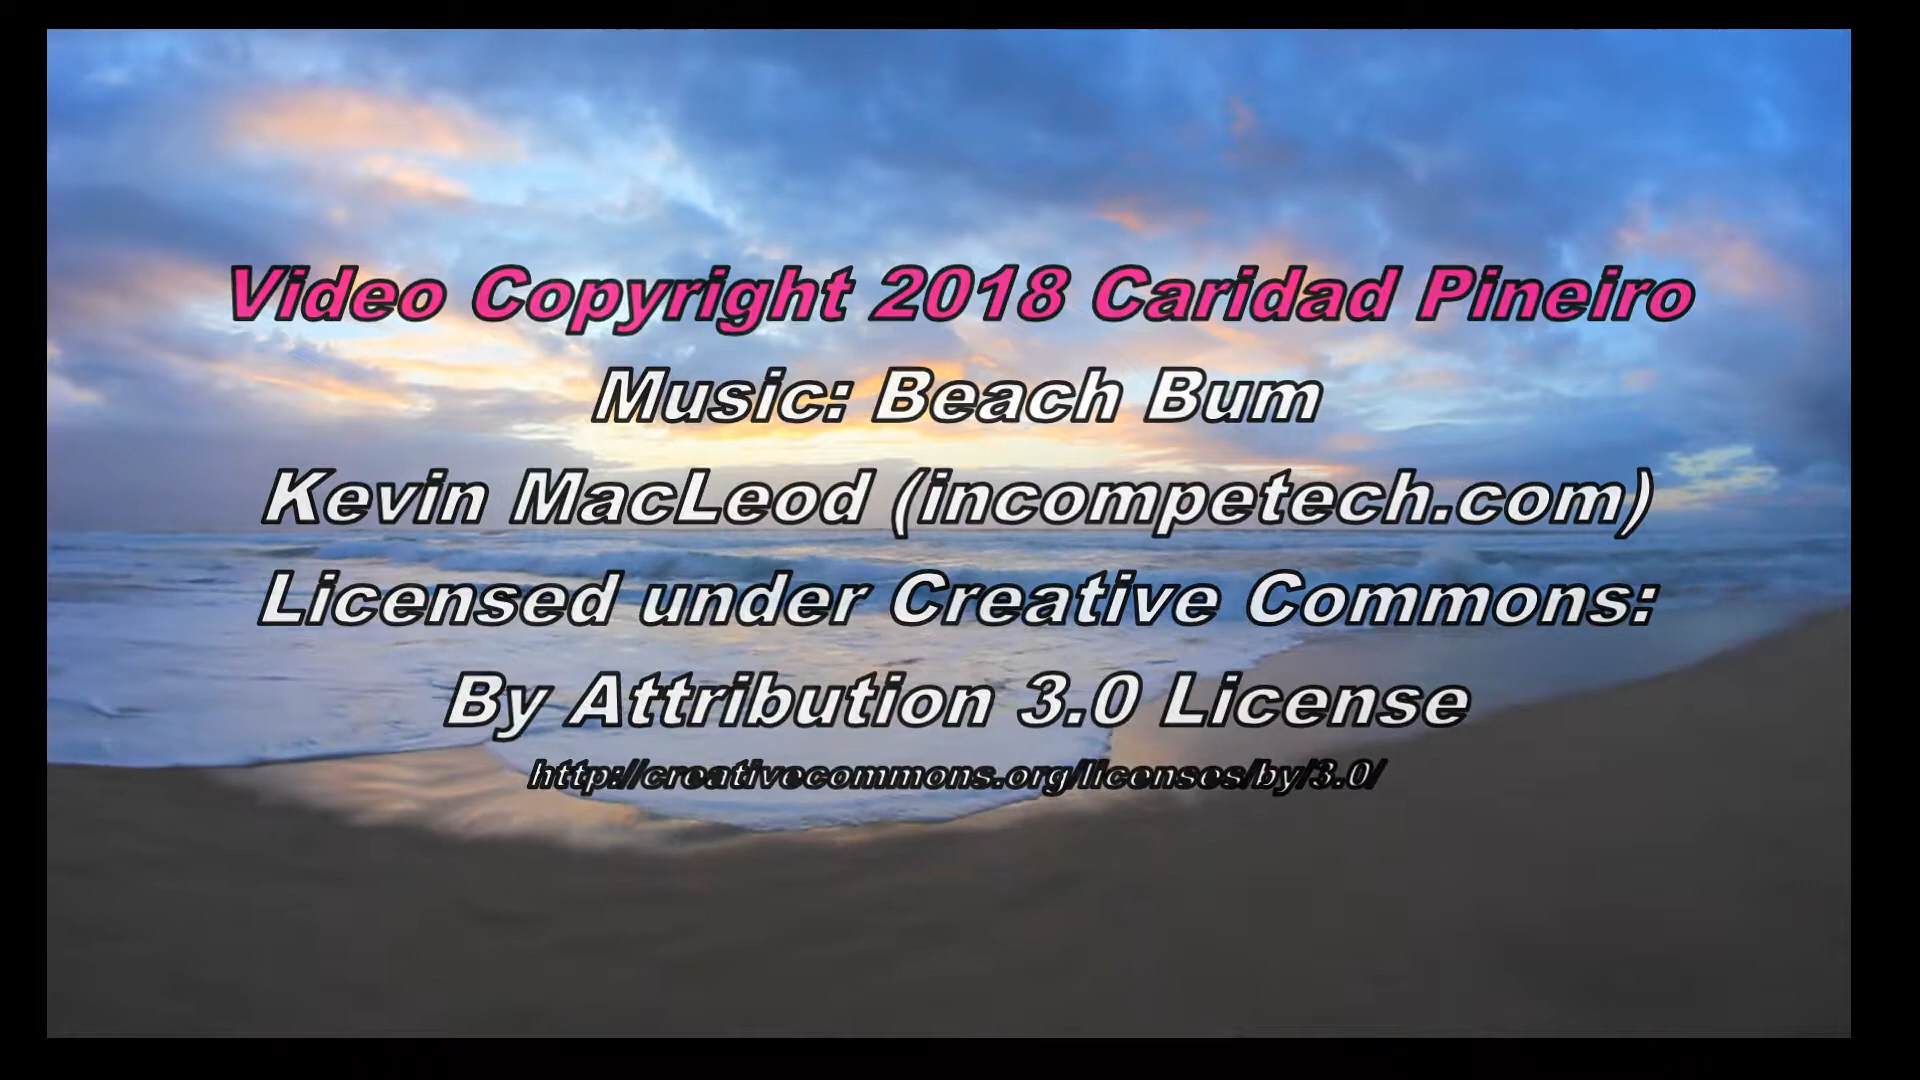 Video Copyright 2018 Caridad Pineiro
Music: Beach Bum
Kevin MacLeod (incompetech.com)
Licensed under Creative Commons:
By Attribution 3.0 License
http://creativecommons.org/licenses/by/3.0/